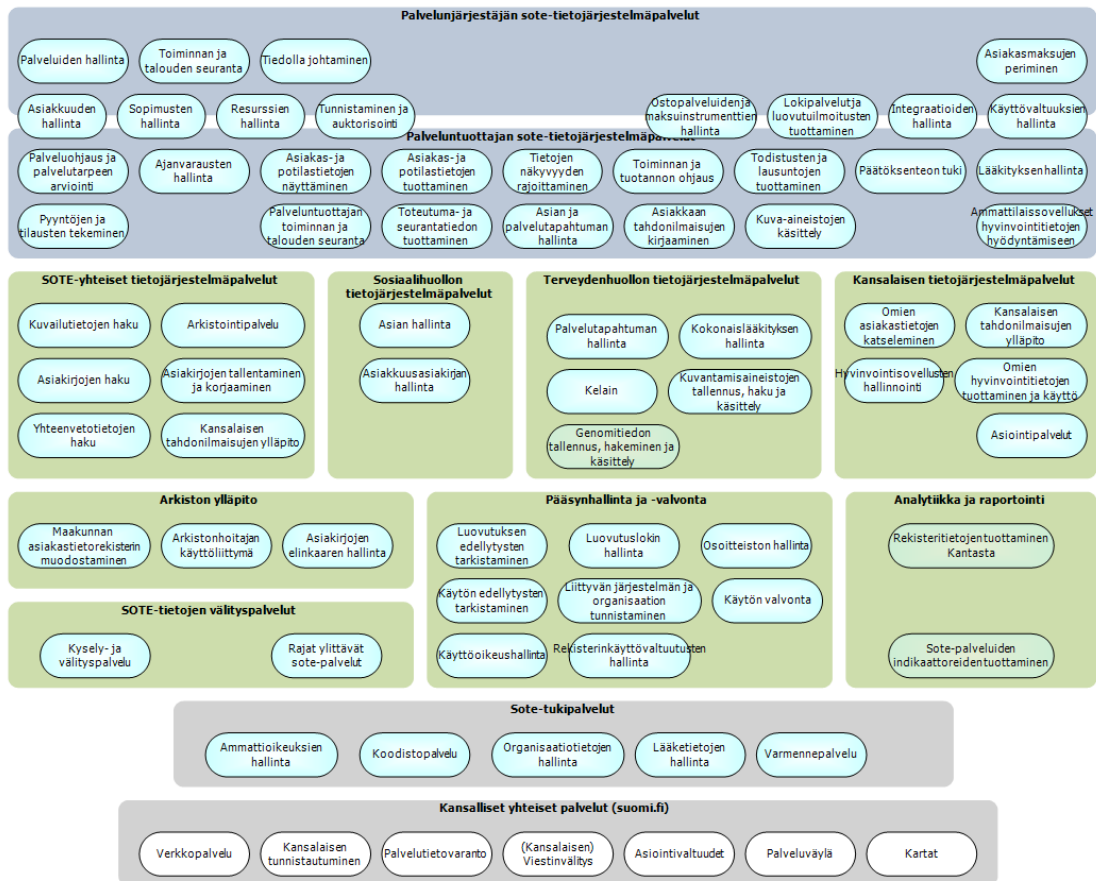 Palvelunjärjestäjän sote-tietojärjestelmäpalvelut
Palveluiden hallinta
Toiminnan ja
talouden seuranta
Tiedolla johtaminen
Asiakasmaksujen
periminen
Asiakkuuden
hallinta
Sopimusten
hallinta
Resurssien
hallinta
Tunnistaminen ja
auktorisointi
Ostopalveluidenja
maksuinstrumenttien
hallinta
Lokipalvelutja
luovutuilmoitusten
tuottaminen
Integraatioiden
hallinta
Käyttövaltuuksien
hallinta
Palveluntuottajan sote-tietojärjestelmäpalvelut
Palveluohjaus ja
palvelutarpeen
arviointi
Ajanvarausten
hallinta
Asiakas- ja
potilastietojen
näyttäminen
Asiakas- ja
potilastietojen
tuottaminen
Tietojen
näkyvyyden
rajoittaminen
Toiminnan ja
tuotannon ohjaus
Todistusten ja
lausuntojen
tuottaminen
Päätöksenteon tuki
Lääkityksen hallinta
Pyyntöjen ja
tilausten tekeminen
Palveluntuottajan
toiminnan ja
talouden seuranta
Toteutuma- ja
seurantatiedon
tuottaminen
Asian ja
palvelutapahtuman
hallinta
Asiakkaan
tahdonilmaisujen
kirjaaminen
Kuva-aineistojen
käsittely
Ammattilaissovellukset
hyvinvointitietojen
hyödyntämiseen
SOTE-yhteiset tietojärjestelmäpalvelut
Kuvailutietojen haku
Arkistointipalvelu
Asiakirjojen haku
Asiakirjojen tallentaminen
ja korjaaminen
Yhteenvetotietojen
haku
Kansalaisen
tahdonilmaisujen ylläpito
Sosiaalihuollon
tietojärjestelmäpalvelut
Asian hallinta
Asiakkuusasiakirjan
hallinta
Terveydenhuollon tietojärjestelmäpalvelut
Palvelutapahtuman
hallinta
Kokonaislääkityksen
hallinta
Kelain
Kuvantamisaineistojen
tallennus, haku ja
käsittely
Genomitiedon
tallennus, hakeminen ja
käsittely
Kansalaisen tietojärjestelmäpalvelut
Omien
asiakastietojen
katseleminen
Kansalaisen
tahdonilmaisujen
ylläpito
Hyvinvointisovellusten
hallinnointi
Omien
hyvinvointitietojen
tuottaminen ja käyttö
Asiointipalvelut
Arkiston ylläpito
Maakunnan
asiakastietorekisterin
muodostaminen
Arkistonhoitajan
käyttöliittymä
Asiakirjojen
elinkaaren hallinta
Pääsynhallinta ja -valvonta
Luovutuksen
edellytysten
tarkistaminen
Luovutuslokin
hallinta
Osoitteiston hallinta
Käytön edellytysten
tarkistaminen
Liittyvän järjestelmän ja
organisaation
tunnistaminen
Käytön valvonta
Käyttöoikeushallinta
Rekisterinkäyttövaltuutusten
hallinta
Analytiikka ja raportointi
Rekisteritietojentuottaminen
Kantasta
Sote-palveluiden
indikaattoreidentuottaminen
SOTE-tietojen välityspalvelut
Kysely- ja
välityspalvelu
Rajat ylittävät
sote-palvelut
Sote-tukipalvelut
Ammattioikeuksien
hallinta
Koodistopalvelu
Organisaatiotietojen
hallinta
Lääketietojen
hallinta
Varmennepalvelu
Kansalliset yhteiset palvelut (suomi.fi)
Verkkopalvelu
Kansalaisen
tunnistautuminen
Palvelutietovaranto
(Kansalaisen)
Viestinvälitys
Asiointivaltuudet
Palveluväylä
Kartat